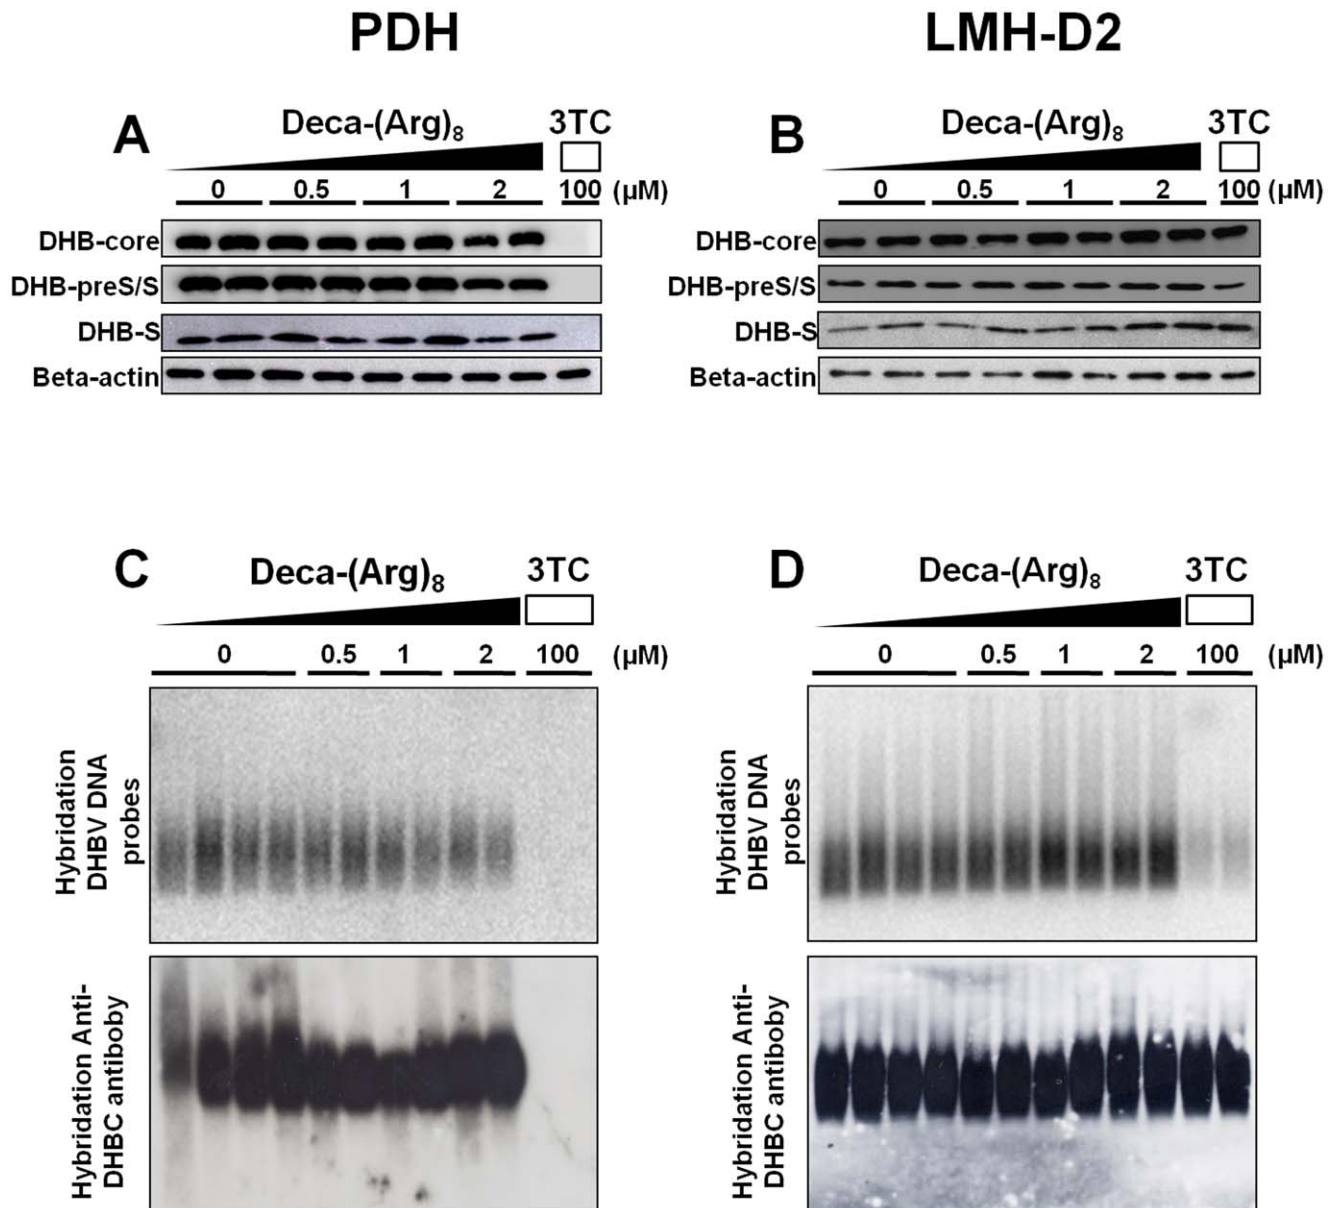 PDH
LMH-D2
A
Deca-(Arg)8
3TC
0 0.5 1 2 100 (µM)
DHB-core
DHB-preS/S
DHB-S
Beta-actin
B
Deca-(Arg)8
3TC
0 0.5 1 2 100 (µM)
DHB-core
DHB-preS/S
DHB-S
Beta-actin
C
Deca-(Arg)8
3TC
0 0.5 1 2 100 (µM)
Hybridation
DHBV DNA
probes
Hybridation Anti-
DHBC antiboby
D
Deca-(Arg)8
3TC
0 0.5 1 2 100 (µM)
Hybridation
DHBV DNA
probes
Hybridation Anti-
DHBC antiboby